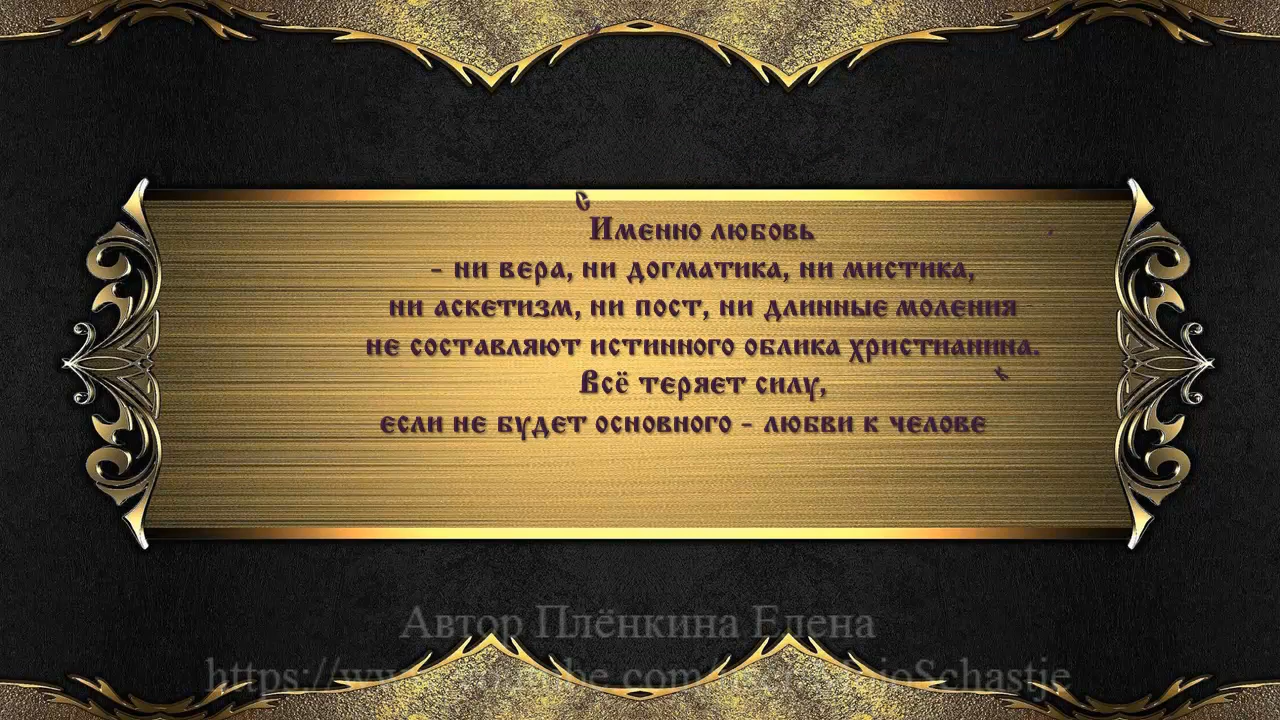 Именно любовь
- ни вера, ни догматика, ни мистика,
ни аскетизм, ни пост, ни длинные моления
не составляют истинного облика христианина.
Всё теряет силу,
если не будет основного - любви к челове
Автор Плёнкина Елена